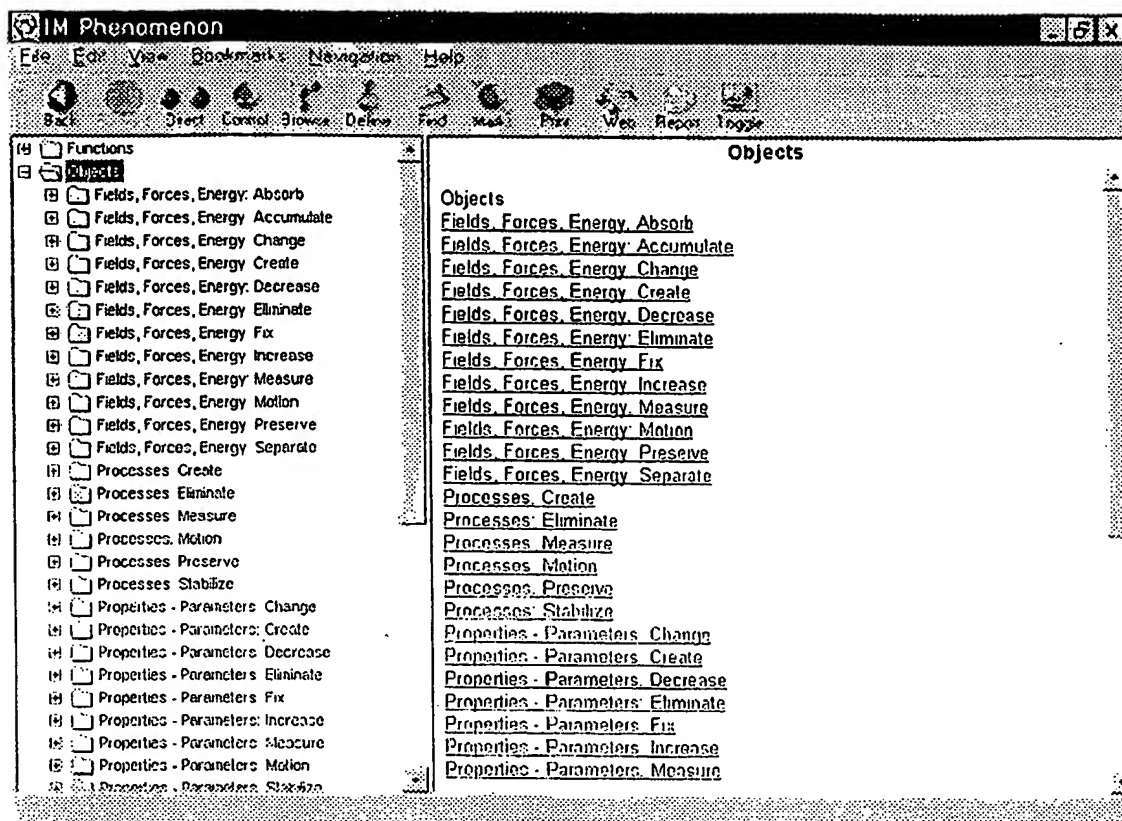 IM Phenomenon
File Edit View Bookmarks Navigation Help
Back Direct Control Browse Define Find Mark Print Web Report Toggle
Functions
Objects
Fields, Forces, Energy: Absorb
Fields, Forces, Energy Accumulate
Fields, Forces, Energy Change
Fields, Forces, Energy Create
Fields, Forces, Energy: Decrease
Fields, Forces, Energy Eliminate
Fields, Forces, Energy Fix
Fields, Forces, Energy Increase
Fields, Forces, Energy Measure
Fields, Forces, Energy Motion
Fields, Forces, Energy Preserve
Fields, Forces, Energy Separate
Processes Create
Processes Eliminate
Processes Measure
Processes. Motion
Processes Preserve
Processes Stabilize
Properties - Parameters Change
Properties - Parameters: Create
Properties - Parameters Decrease
Properties - Parameters Eliminate
Properties - Parameters Fix
Properties - Parameters: Increase
Properties - Parameters Measure
Properties - Parameters Motion
Properties - Parameters Stabilize
Objects
Objects
Fields, Forces, Energy. Absorb
Fields, Forces, Energy: Accumulate
Fields, Forces, Energy Change
Fields, Forces, Energy Create
Fields, Forces, Energy. Decrease
Fields, Forces, Energy: Eliminate
Fields, Forces, Energy Fix
Fields, Forces, Energy Increase
Fields, Forces, Energy. Measure
Fields, Forces, Energy: Motion
Fields, Forces, Energy Preserve
Fields, Forces, Energy Separate
Processes. Create
Processes: Eliminate
Processes Measure
Processes Motion
Processes. Preserve
Processes: Stabilize
Properties - Parameters Change
Properties - Parameters Create
Properties - Parameters. Decrease
Properties - Parameters: Eliminate
Properties - Parameters Fix
Properties - Parameters Increase
Properties - Parameters. Measure